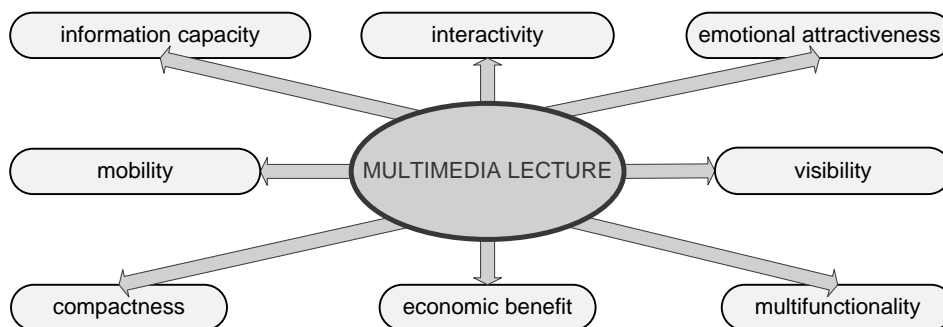 information capacity
interactivity
emotional attractiveness
mobility
MULTIMEDIA LECTURE
visibility
compactness
economic benefit
multifunctionality